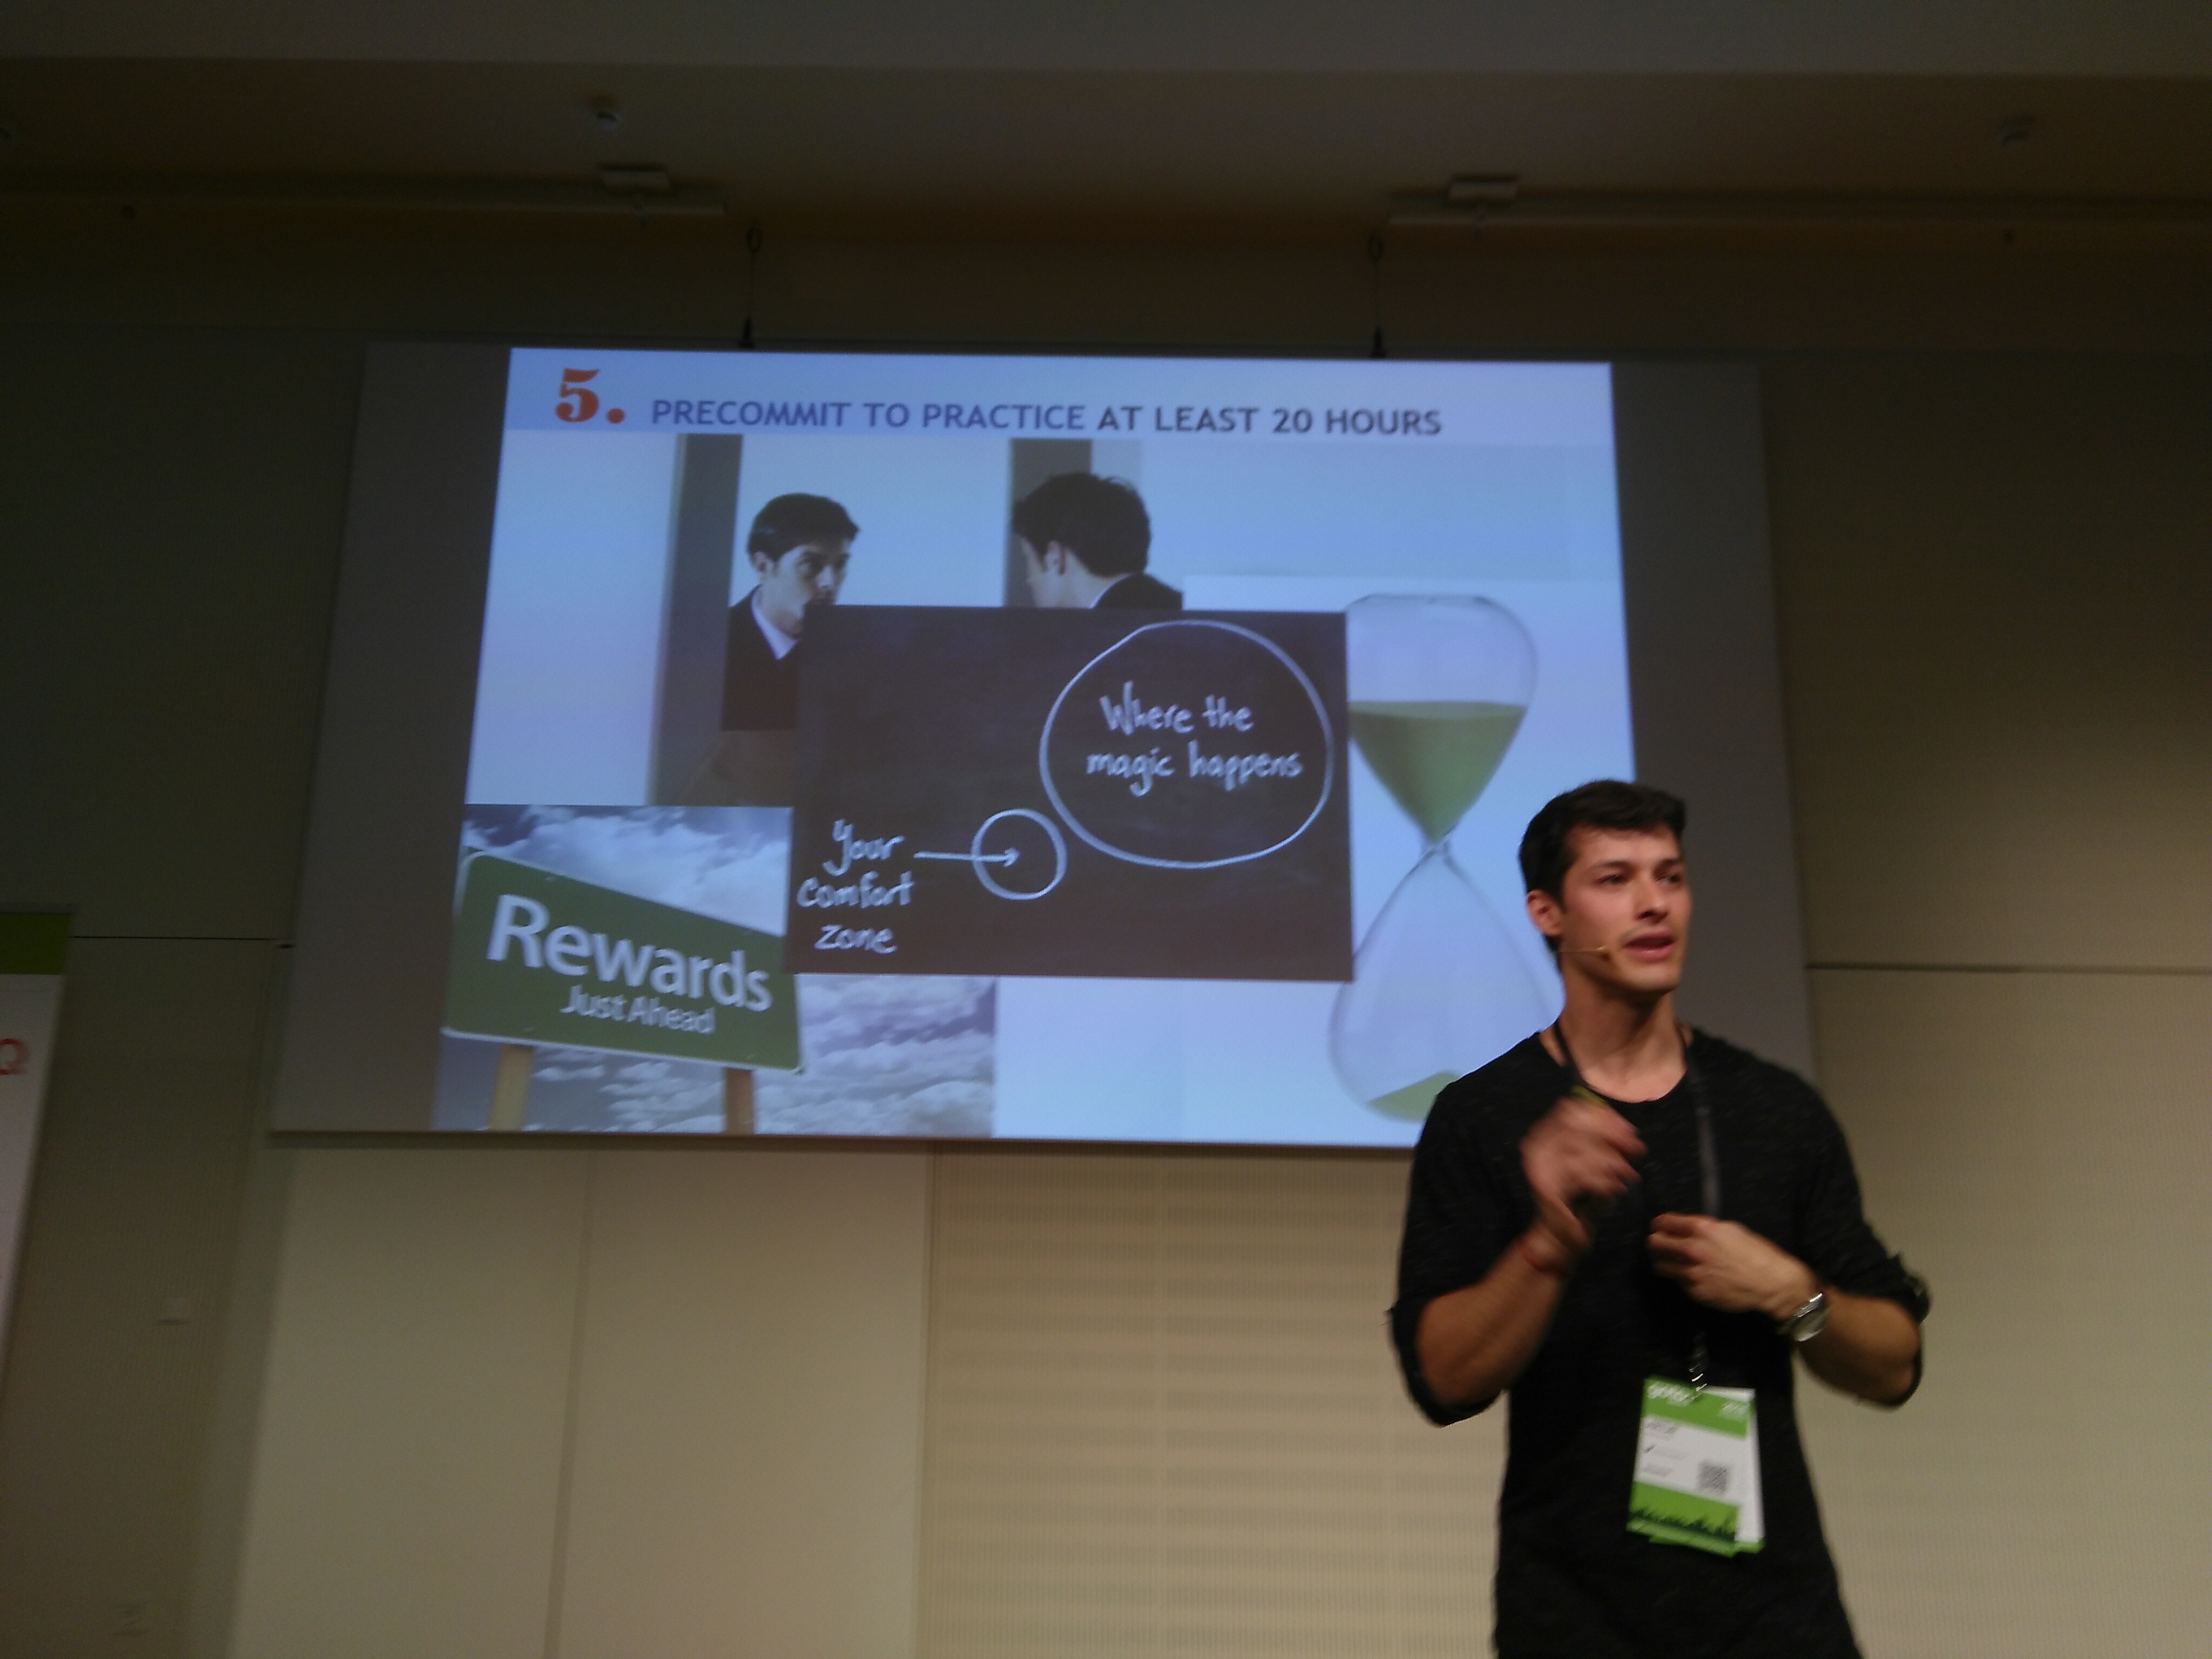 5. PRECOMMIT TO PRACTICE AT LEAST 20 HOURS
Where the
magic happens
Your
comfort
zone
Rewards
Just Ahead
Q